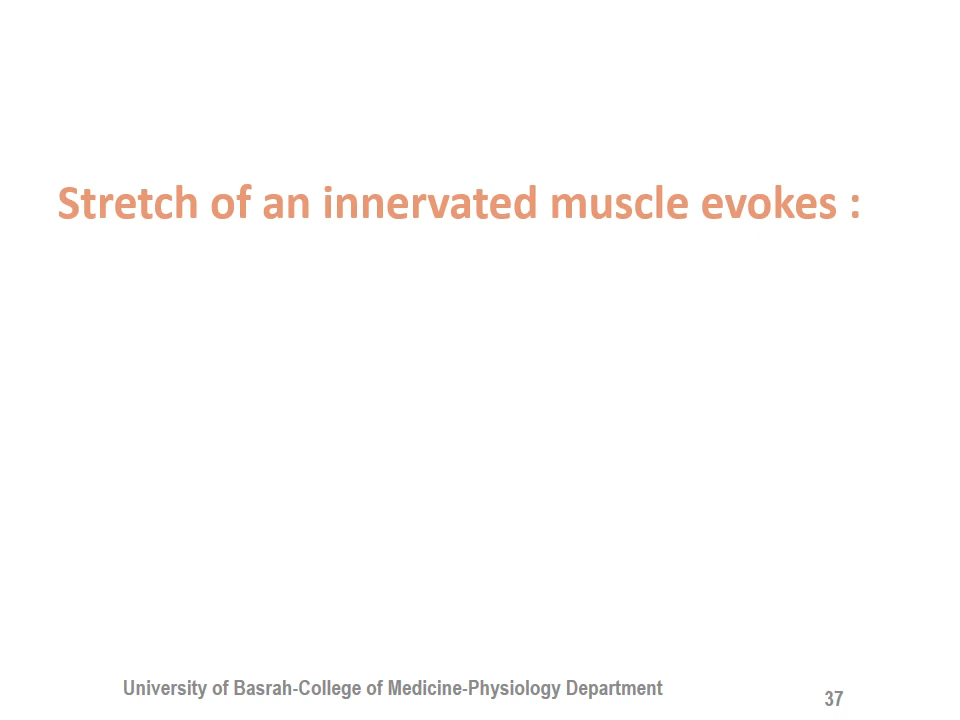 Stretch of an innervated muscle evokes :
University of Basrah-College of Medicine-Physiology Department
37